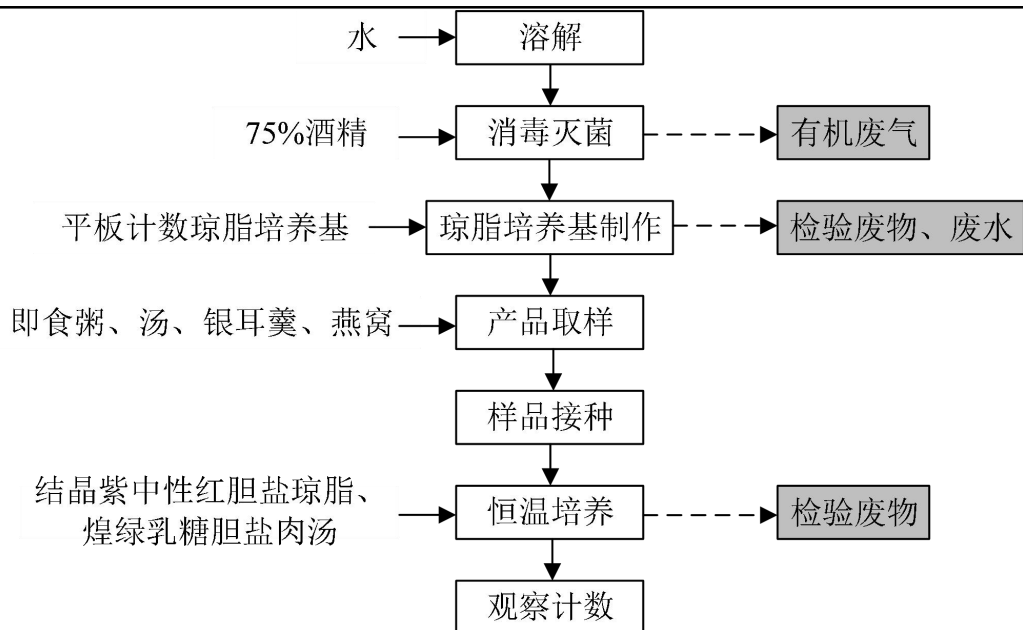 水
溶解
75%酒精
消毒灭菌
有机废气
平板计数琼脂培养基
琼脂培养基制作
检验废物、废水
即食粥、汤、银耳羹、燕窝
产品取样
样品接种
结晶紫中性红胆盐琼脂、
煌绿乳糖胆盐肉汤
恒温培养
检验废物
观察计数